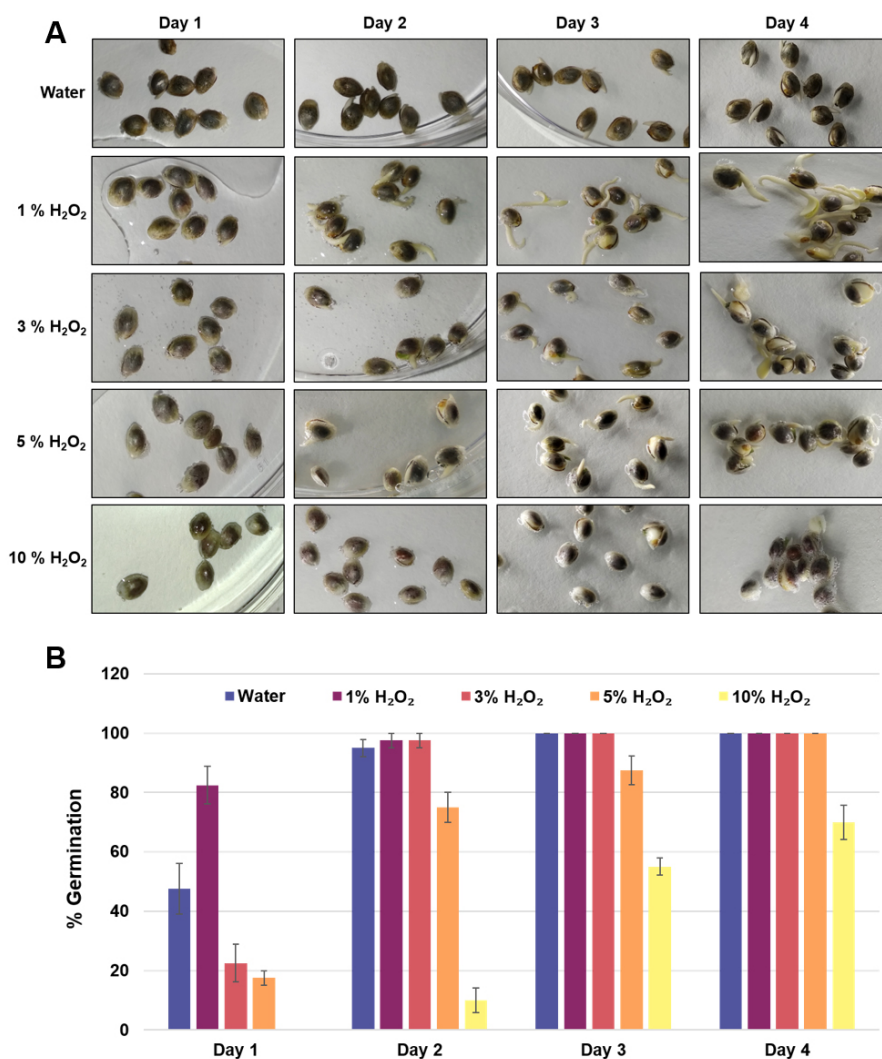 A
Day 1 Day 2 Day 3 Day 4
Water
1 % H₂O₂
3 % H₂O₂
5 % H₂O₂
10 % H₂O₂
B
120
Water 1% H₂O₂ 3% H₂O₂ 5% H₂O₂ 10% H₂O₂
100
80
60
40
20
0
% Germination
Day 1 Day 2 Day 3 Day 4